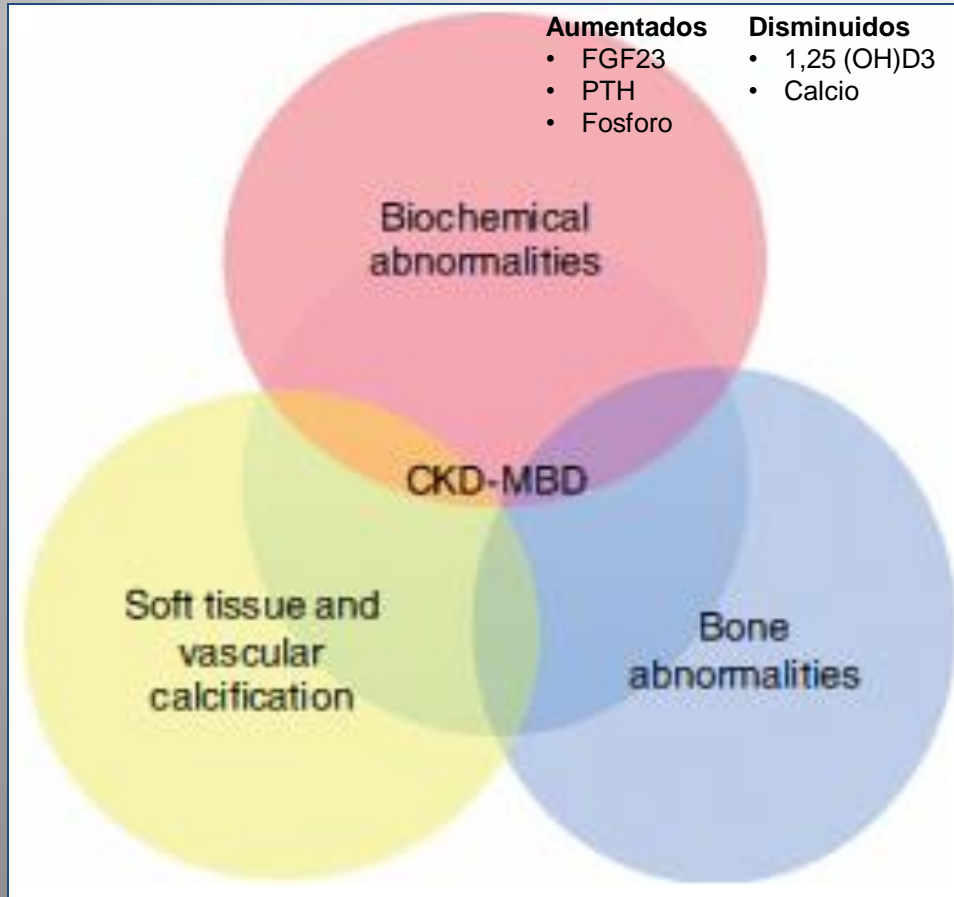 Aumentados
• FGF23
• PTH
• Fosforo
Disminuidos
• 1,25 (OH)D3
• Calcio
Biochemical
abnormalities
CKD-MBD
Soft tissue and
vascular
calcification
Bone
abnormalities